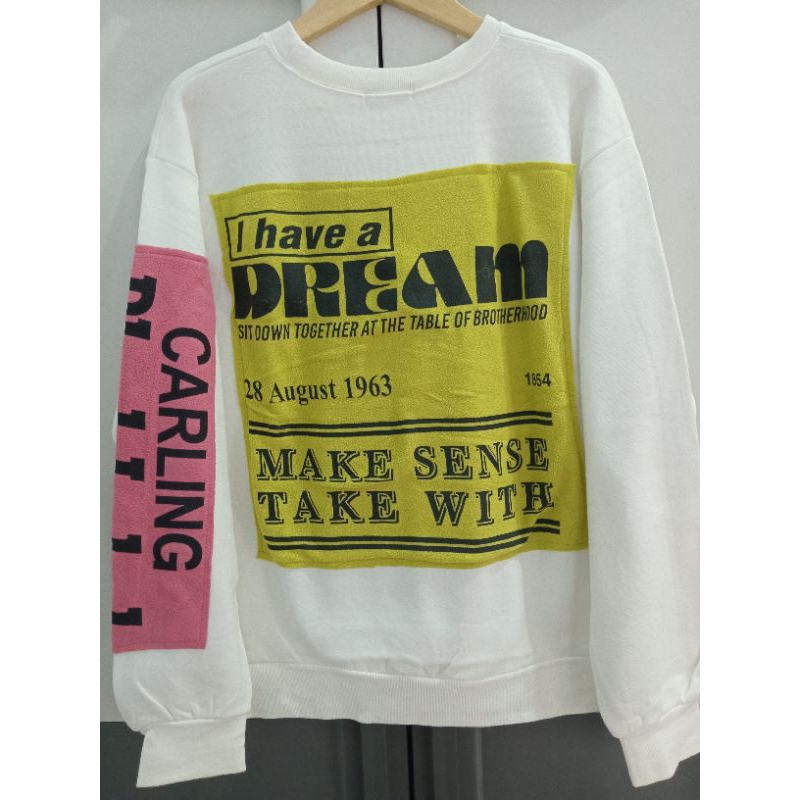 I have a
DREAM
SIT DOWN TOGETHER AT THE TABLE OF BROTHERHOOD
28 August 1963
1854
MAKE SENSE
TAKE WITH
CARLING